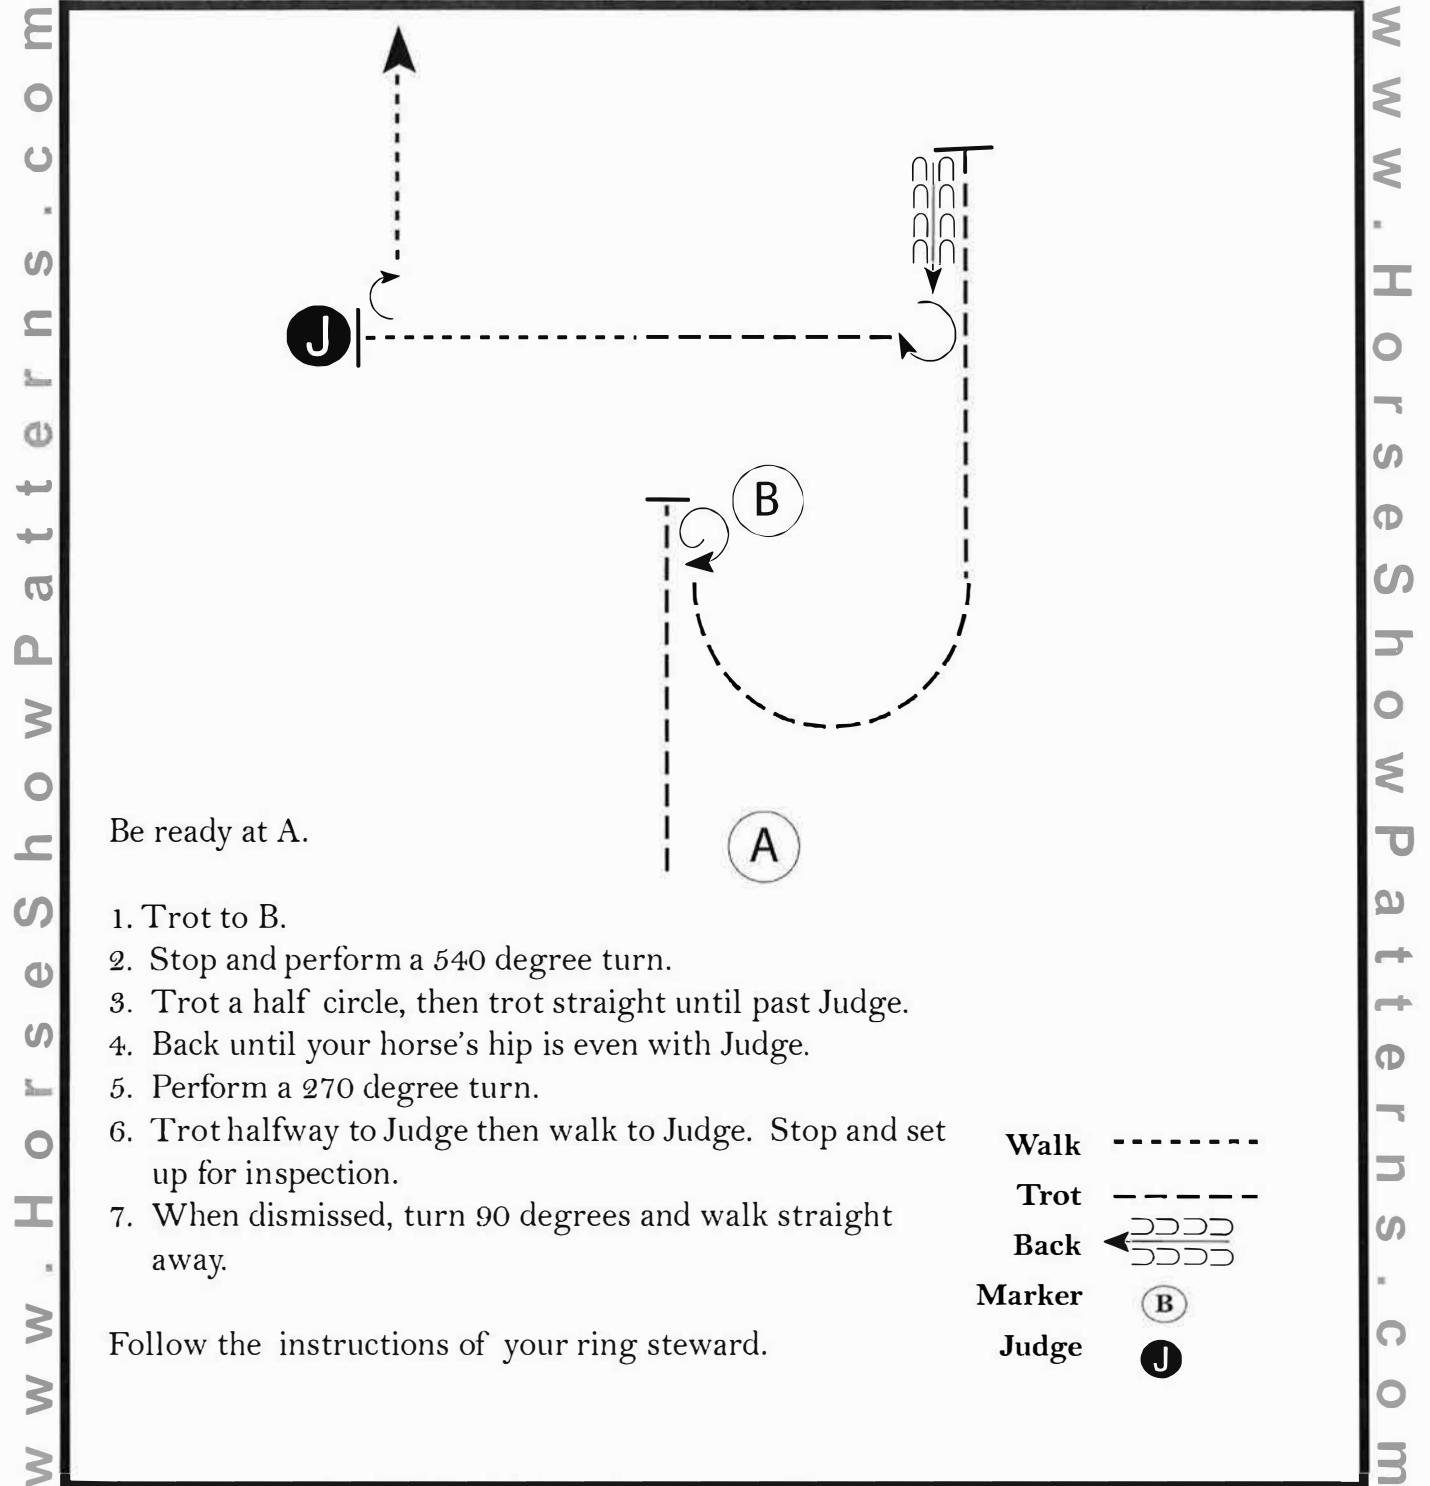 www.HorseShowPatterns.com
www.HorseShowPatterns.com
J
B
A
Be ready at A.
1. Trot to B.
2. Stop and perform a 540 degree turn.
3. Trot a half circle, then trot straight until past Judge.
4. Back until your horse's hip is even with Judge.
5. Perform a 270 degree turn.
6. Trot halfway to Judge then walk to Judge. Stop and set
up for inspection.
7. When dismissed, turn 90 degrees and walk straight
away.
Follow the instructions of your ring steward.
Walk
Trot
Back
Marker B
Judge J